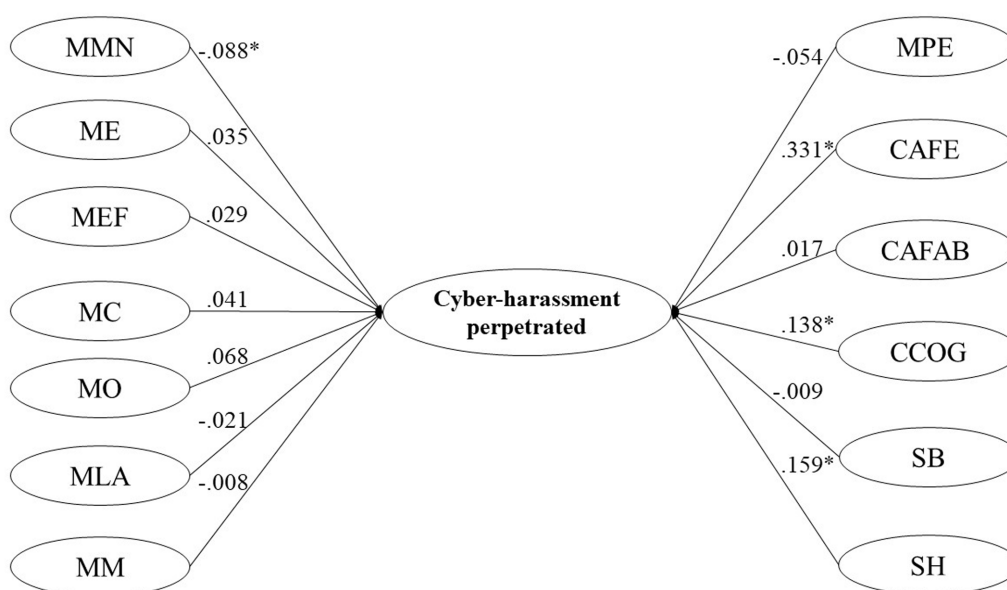 MMN
-.088*
ME
.035
MEF
.029
MC
.041
MO
.068
MLA
-.021
MM
-.008
Cyber-harassment
perpetrated
MPE
-.054
CAFE
.331*
CAFAB
.017
CCOG
.138*
SB
-.009
SH
.159*